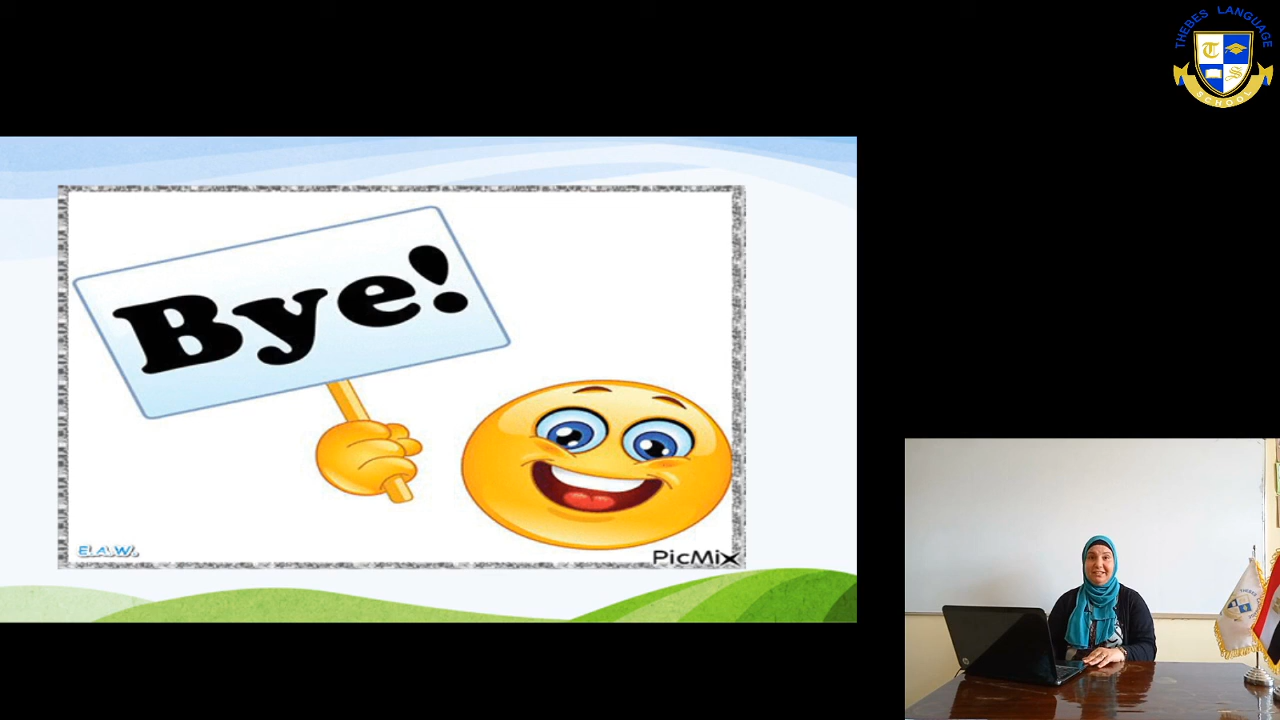 THEBES LANGUAGE
T
S
SCHOOL
Bye!
E.A.W.
PicMix